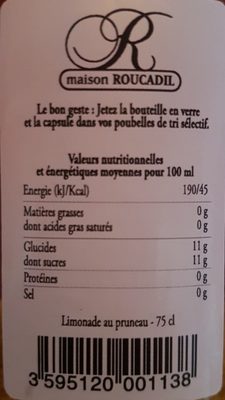 R
maison ROUCADIL
Le bon geste : Jetez la bouteille en verre
et la capsule dans vos poubelles de tri sélectif.
Valeurs nutritionnelles
et énergétiques moyennes pour 100 ml
Energie (kJ/Kcal) 190/45
Matières grasses 0 g
dont acides gras saturés 0 g
Glucides 11 g
dont sucres 11 g
Protéines 0 g
Sel 0 g
Limonade au pruneau - 75 cl
3 595120 001138